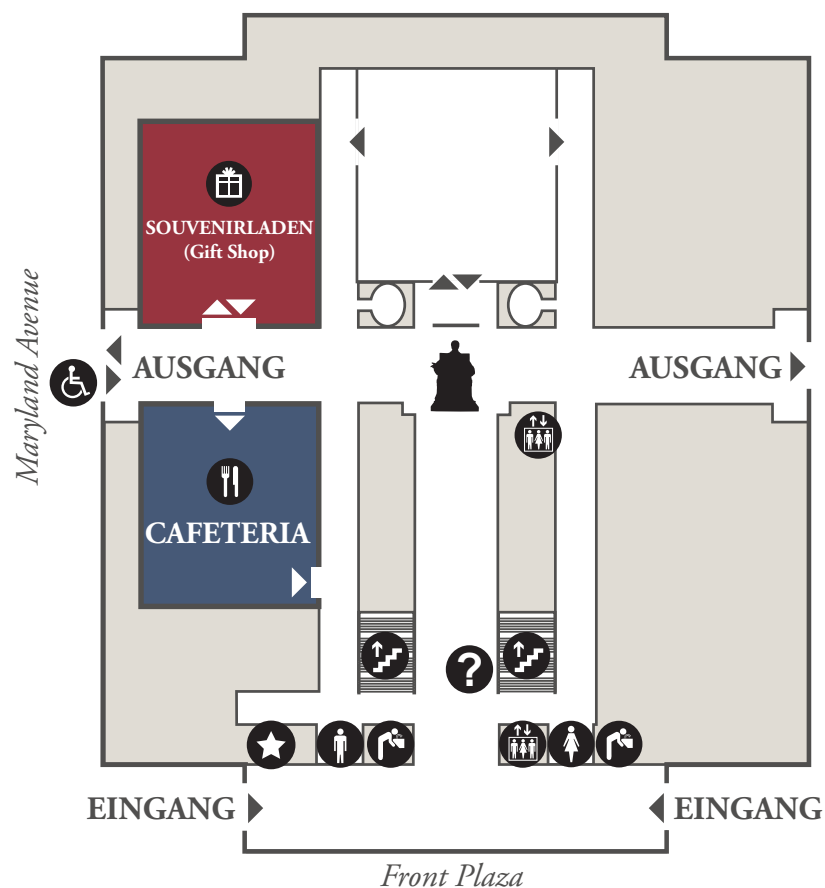 SOUVENIRLADEN
(Gift Shop)
Maryland Avenue
AUSGANG
AUSGANG
CAFETERIA
?
EINGANG
EINGANG
Front Plaza